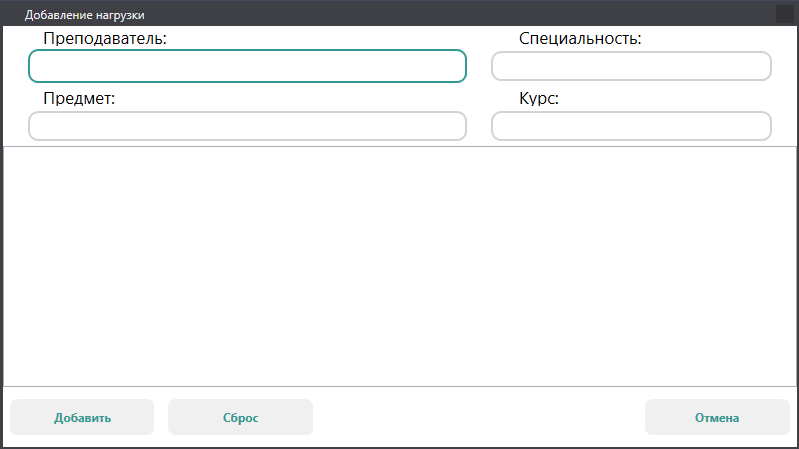 Добавление нагрузки
Преподаватель:
Специальность:
Предмет:
Курс:
Добавить
Сброс
Отмена